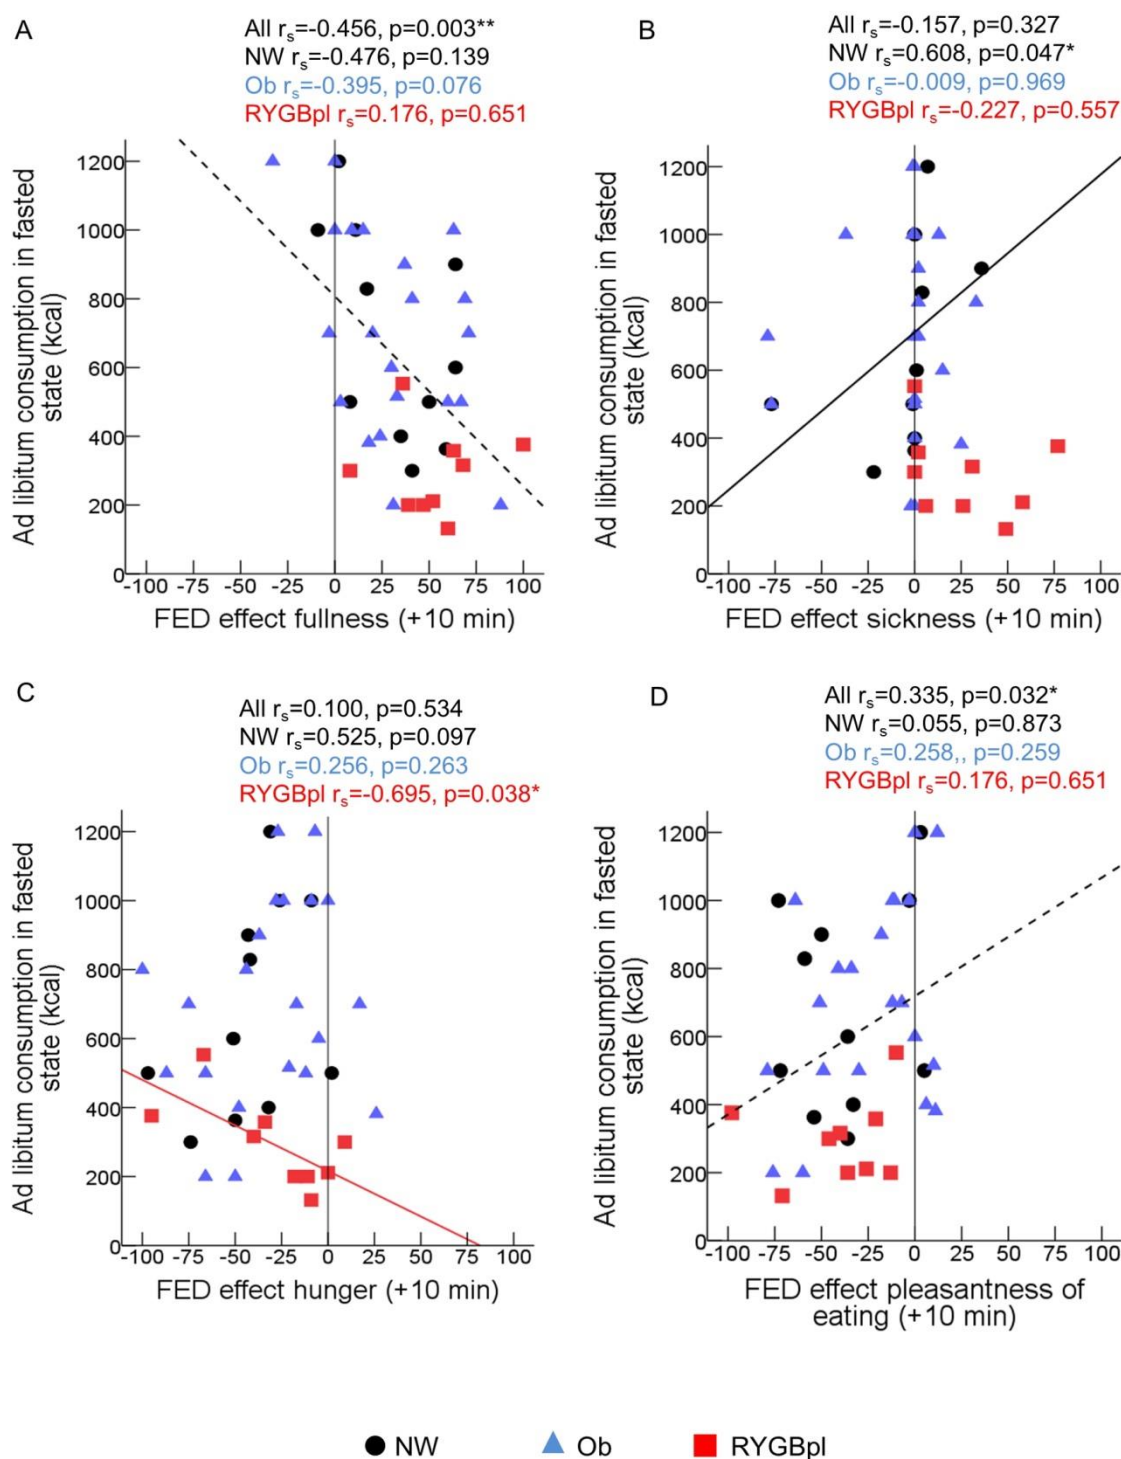 A
All rs=-0.456, p=0.003**
NW rs=-0.476, p=0.139
Ob rs=-0.395, p=0.076
RYGBpl rs=0.176, p=0.651
Ad libitum consumption in fasted
state (kcal)
1200
1000
800
600
400
200
0
-100 -75 -50 -25 0 25 50 75 100
FED effect fullness (+10 min)
B
All rs=-0.157, p=0.327
NW rs=0.608, p=0.047*
Ob rs=-0.009, p=0.969
RYGBpl rs=-0.227, p=0.557
Ad libitum consumption in fasted
state (kcal)
1200
1000
800
600
400
200
0
-100 -75 -50 -25 0 25 50 75 100
FED effect sickness (+10 min)
C
All rs=0.100, p=0.534
NW rs=0.525, p=0.097
Ob rs=0.256, p=0.263
RYGBpl rs=-0.695, p=0.038*
Ad libitum consumption in fasted
state (kcal)
1200
1000
800
600
400
200
0
-100 -75 -50 -25 0 25 50 75 100
FED effect hunger (+10 min)
D
All rs=0.335, p=0.032*
NW rs=0.055, p=0.873
Ob rs=0.258,, p=0.259
RYGBpl rs=0.176, p=0.651
Ad libitum consumption in fasted
state (kcal)
1200
1000
800
600
400
200
0
-100 -75 -50 -25 0 25 50 75 100
FED effect pleasantness of
eating (+10 min)
NW Ob RYGBpl